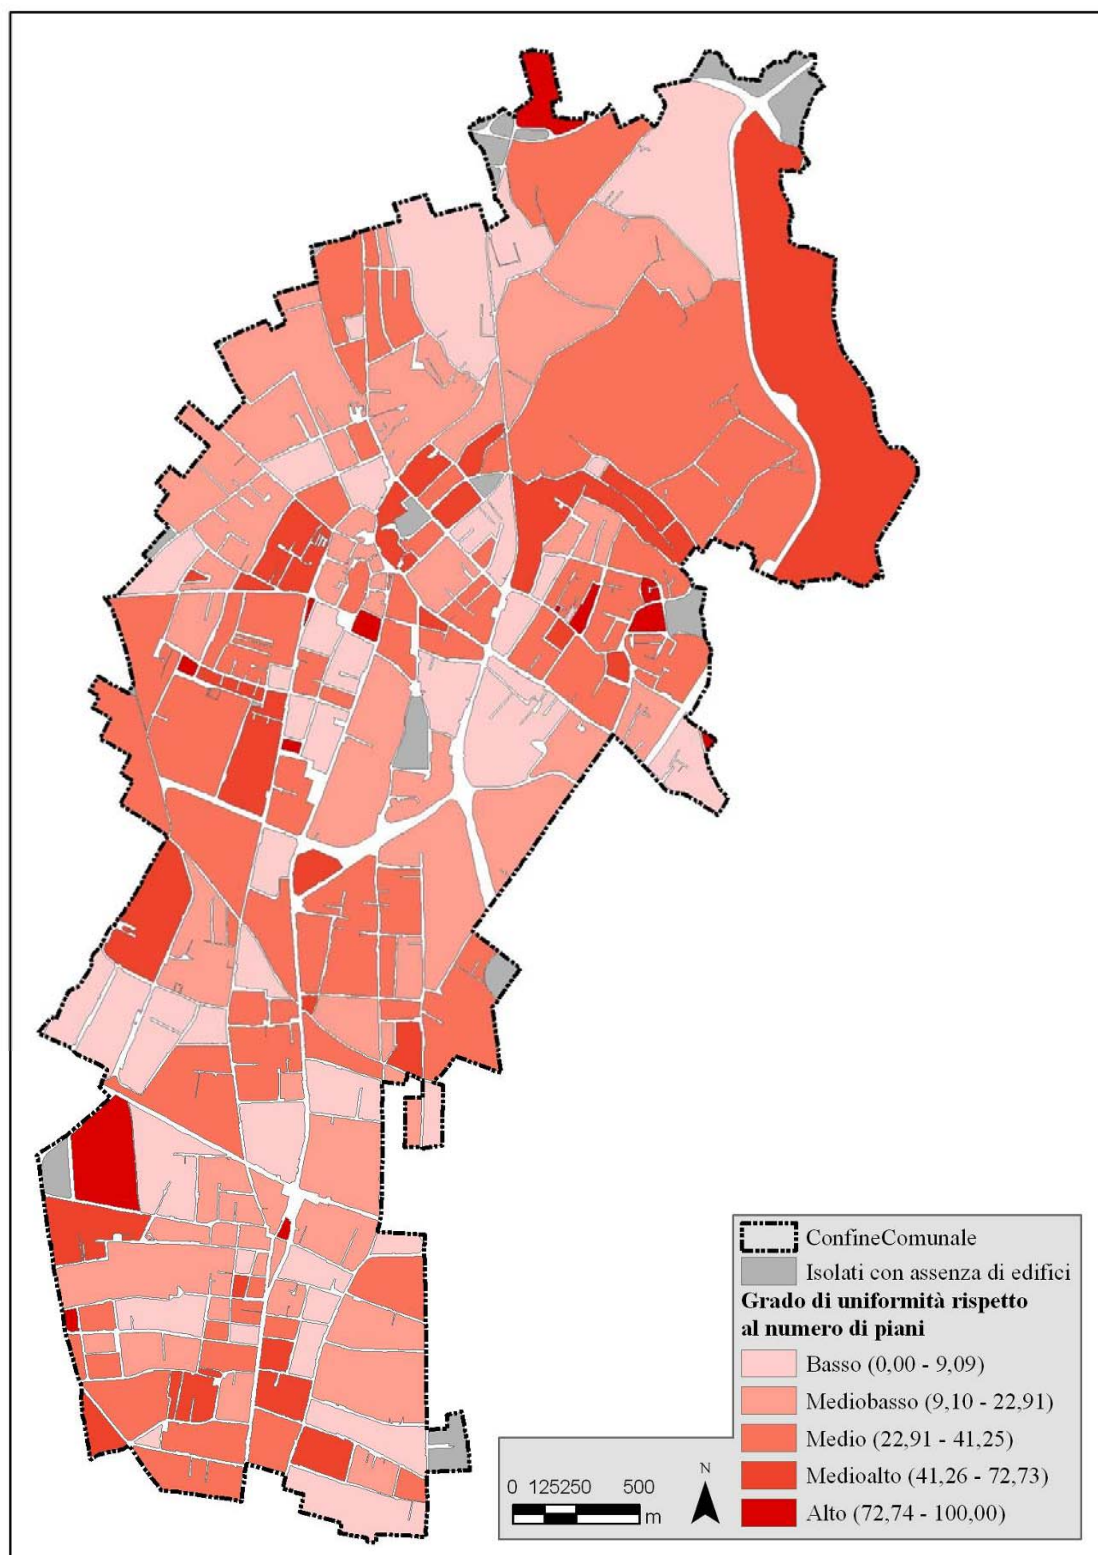 ConfineComunale
Isolati con assenza di edifici
Grado di uniformità rispetto
al numero di piani
Basso (0,00 - 9,09)
Mediobasso (9,10 - 22,91)
Medio (22,91 - 41,25)
Medioalto (41,26 - 72,73)
Alto (72,74 - 100,00)
N
0 125250 500
m